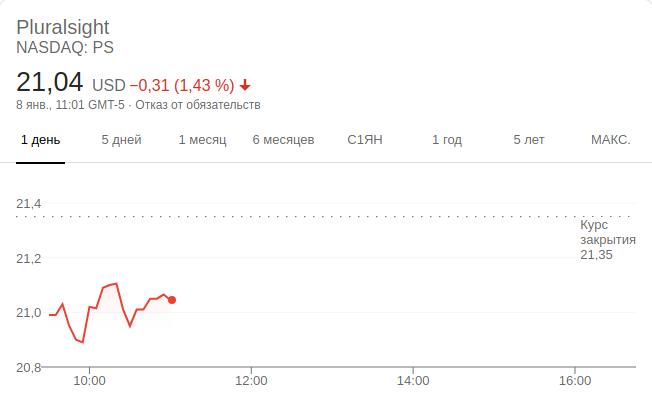 Pluralsight
NASDAQ: PS
21,04 USD −0,31 (1,43 %)
8 янв., 11:01 GMT-5 · Отказ от обязательств
1 день 5 дней 1 месяц 6 месяцев С1ЯН 1 год 5 лет МАКС.
21,4
Курс
закрытия
21,35
21,2
21,0
20,8
10:00 12:00 14:00 16:00